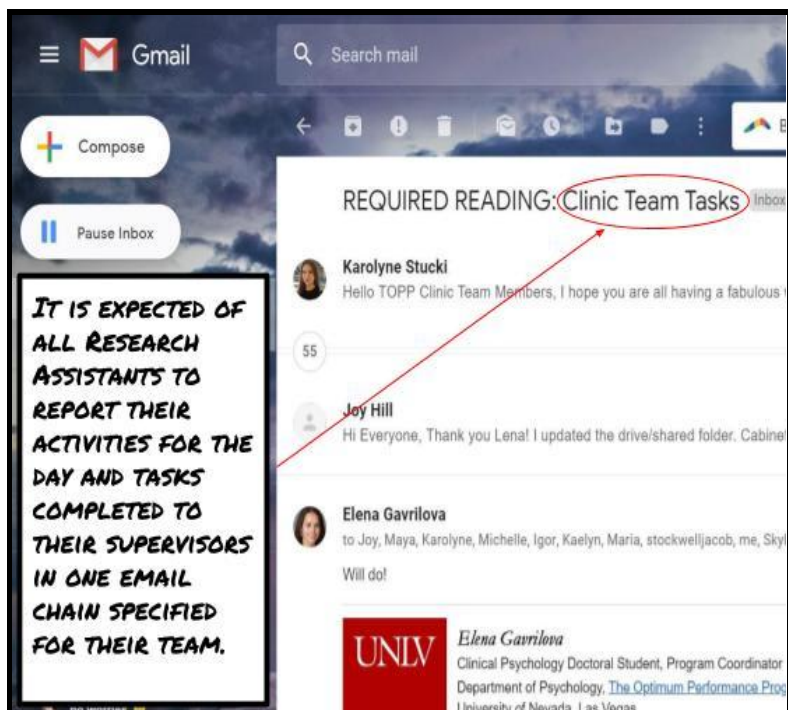 Gmail
Search mail
Compose
Pause Inbox
REQUIRED READING: Clinic Team Tasks Inbox
Karolyne Stucki
Hello TOPP Clinic Team Members, I hope you are all having a fabulous
55
Joy Hill
Hi Everyone, Thank you Lena! I updated the drive/shared folder. Cabine
Elena Gavrilova
to Joy, Maya, Karolyne, Michelle, Igor, Kaelyn, Maria, stockwelljacob, me, Skyl
Will do!
UNLV
Elena Gavrilova
Clinical Psychology Doctoral Student, Program Coordinator
Department of Psychology, The Optimum Performance Prog
University of Nevada, Las Vegas
IT IS EXPECTED OF
ALL RESEARCH
ASSISTANTS TO
REPORT THEIR
ACTIVITIES FOR THE
DAY AND TASKS
COMPLETED TO
THEIR SUPERVISORS
IN ONE EMAIL
CHAIN SPECIFIED
FOR THEIR TEAM.